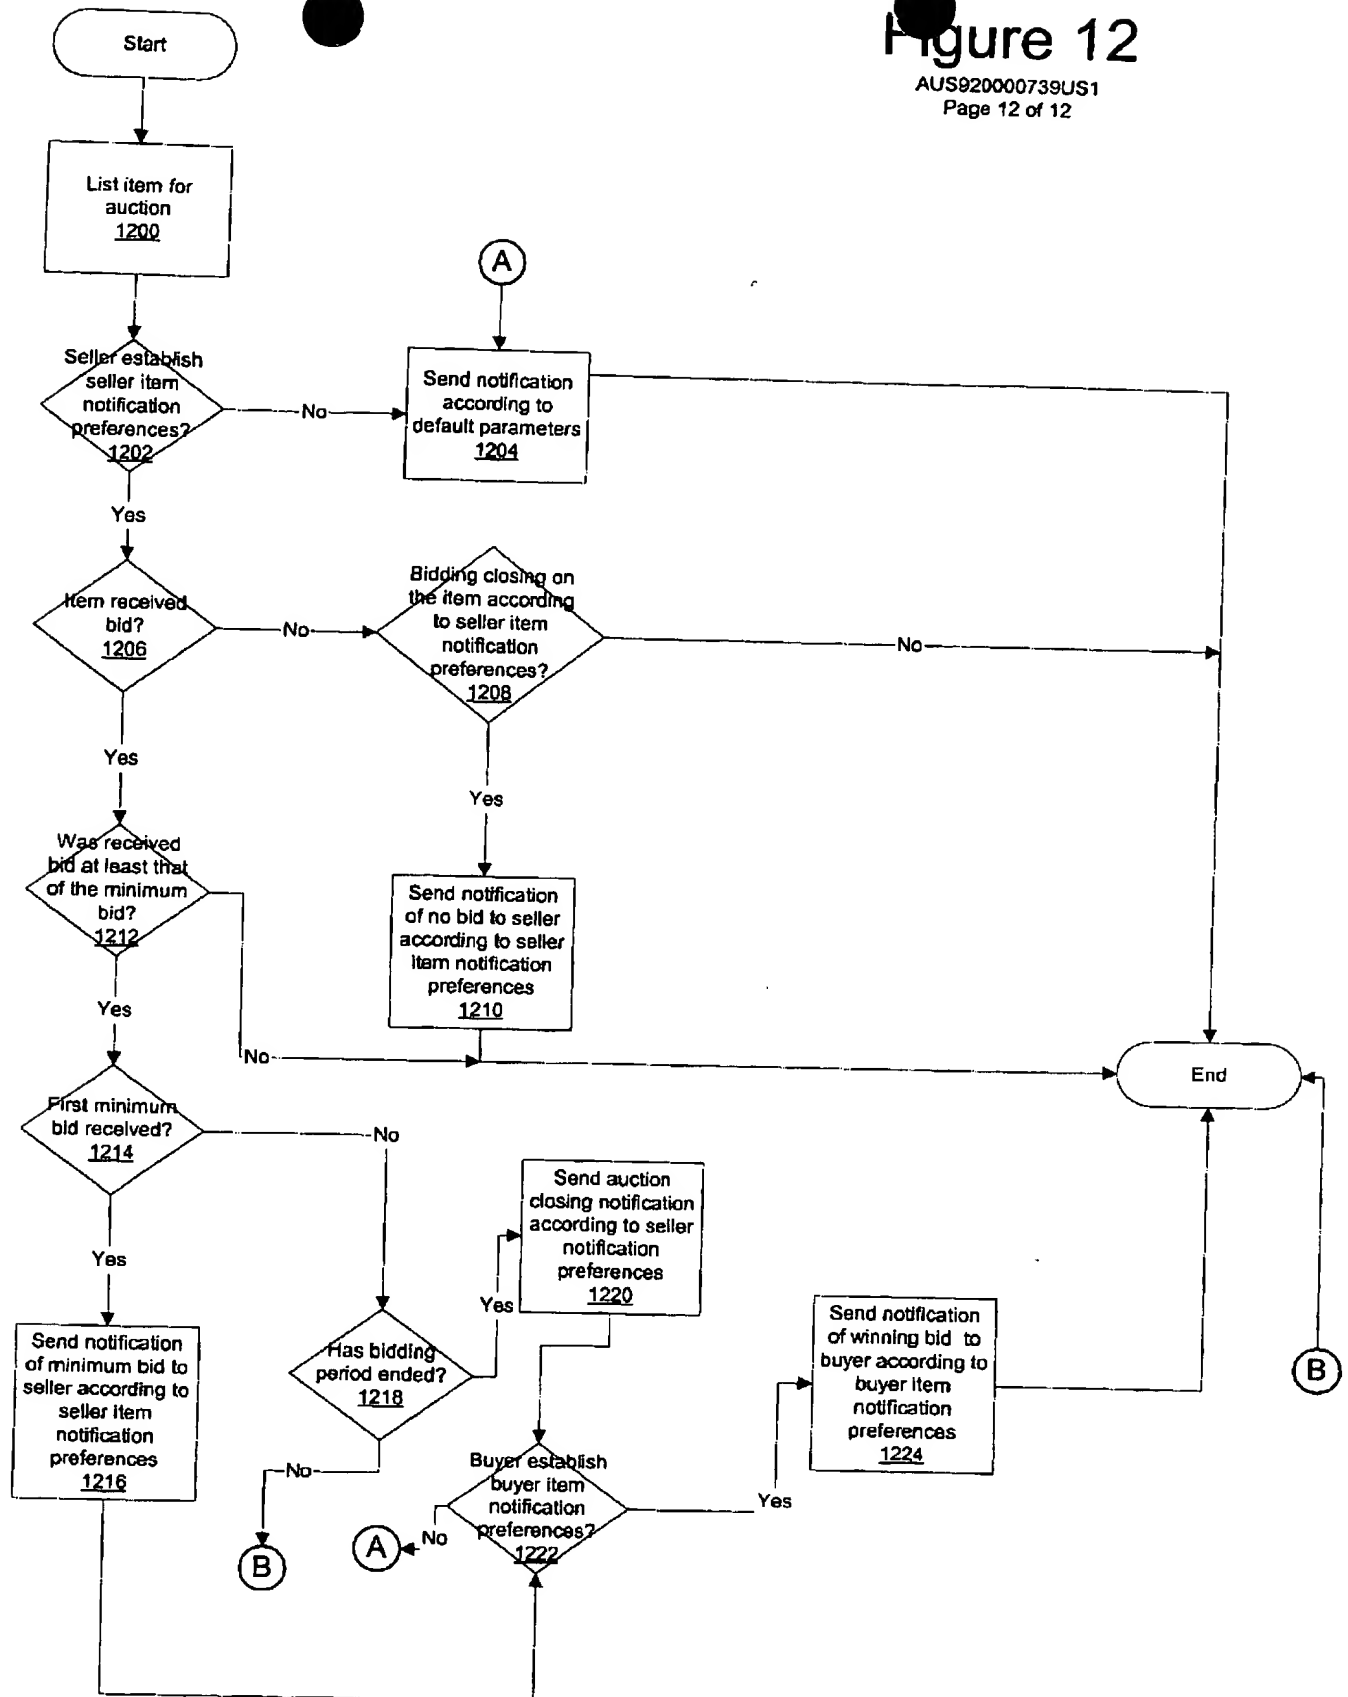 Figure 12
AUS920000739US1
Page 12 of 12
Start
List item for
auction
1200
A
Seller establish
seller item
notification
preferences?
1202
No
Send notification
according to
default parameters
1204
Yes
Item received
bid?
1206
No
Bidding closing on
the item according
to seller item
notification
preferences?
1208
No
Yes
Yes
Was received
bid at least that
of the minimum
bid?
1212
Send notification
of no bid to seller
according to seller
item notification
preferences
1210
Yes
No
End
First minimum
bid received?
1214
No
Send auction
closing notification
according to seller
notification
preferences
1220
Yes
Yes
Send notification
of minimum bid to
seller according to
seller item
notification
preferences
1216
Has bidding
period ended?
1218
Send notification
of winning bid to
buyer according to
buyer item
notification
preferences
1224
B
No
Buyer establish
buyer item
notification
preferences?
1222
Yes
No
A
B